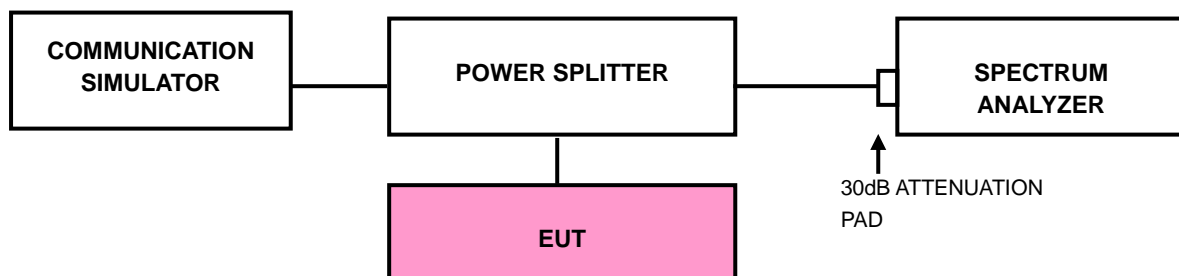 COMMUNICATION
SIMULATOR
POWER SPLITTER
SPECTRUM
ANALYZER
30dB ATTENUATION
PAD
EUT